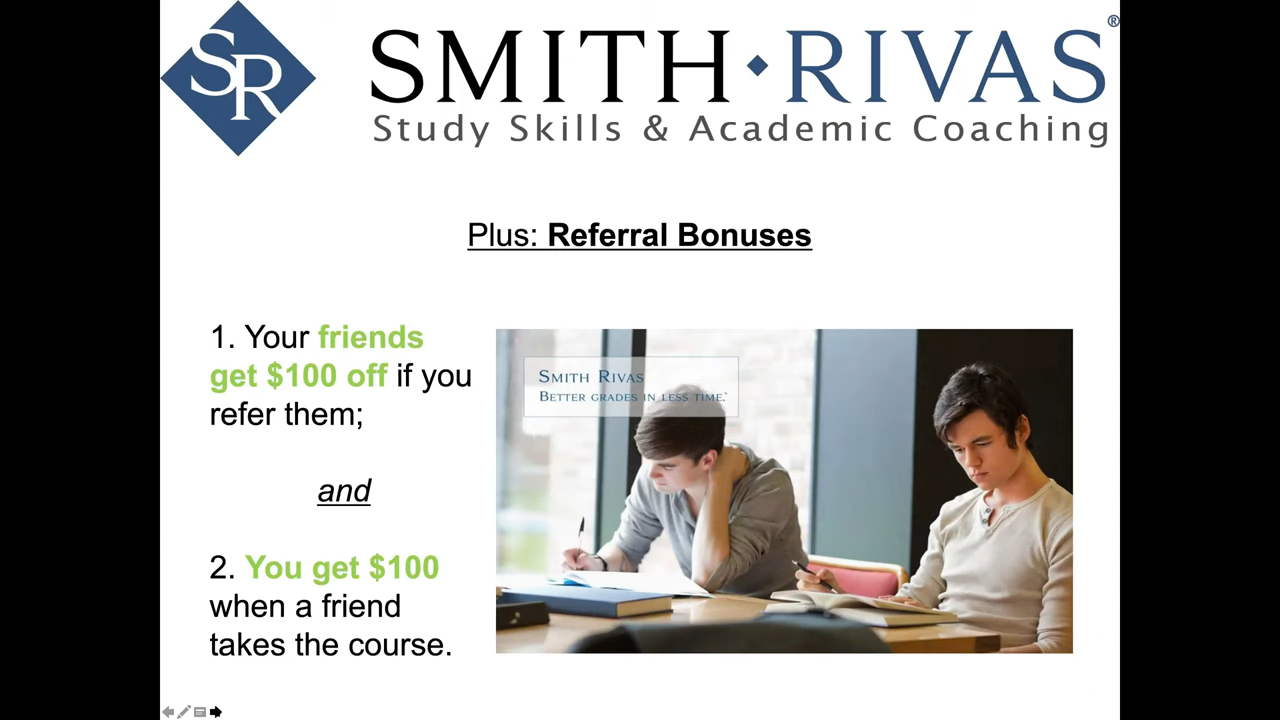 SR
SMITH RIVAS®
Study Skills & Academic Coaching
Plus: Referral Bonuses
1. Your friends
get $100 off if you
refer them;
and
2. You get $100
when a friend
takes the course.
SMITH RIVAS
BETTER GRADES IN LESS TIME.®